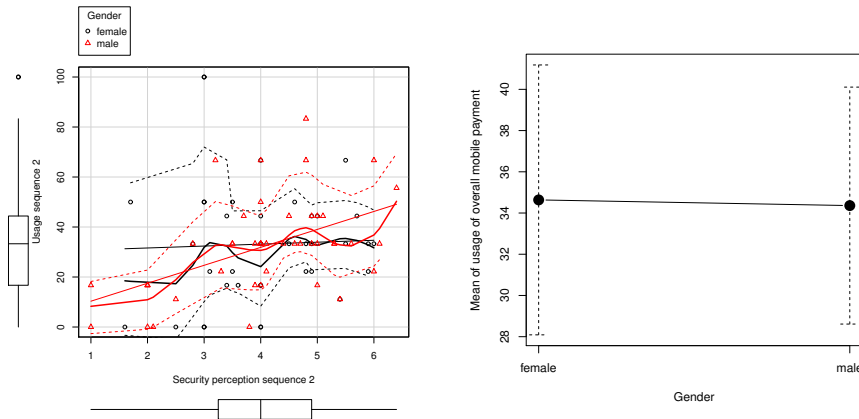 Gender
female
male
100
80
60
40
20
0
Usage sequence 2
1 2 3 4 5 6
Security perception sequence 2
40
38
36
34
32
30
28
Mean of usage of overall mobile payment
female male
Gender